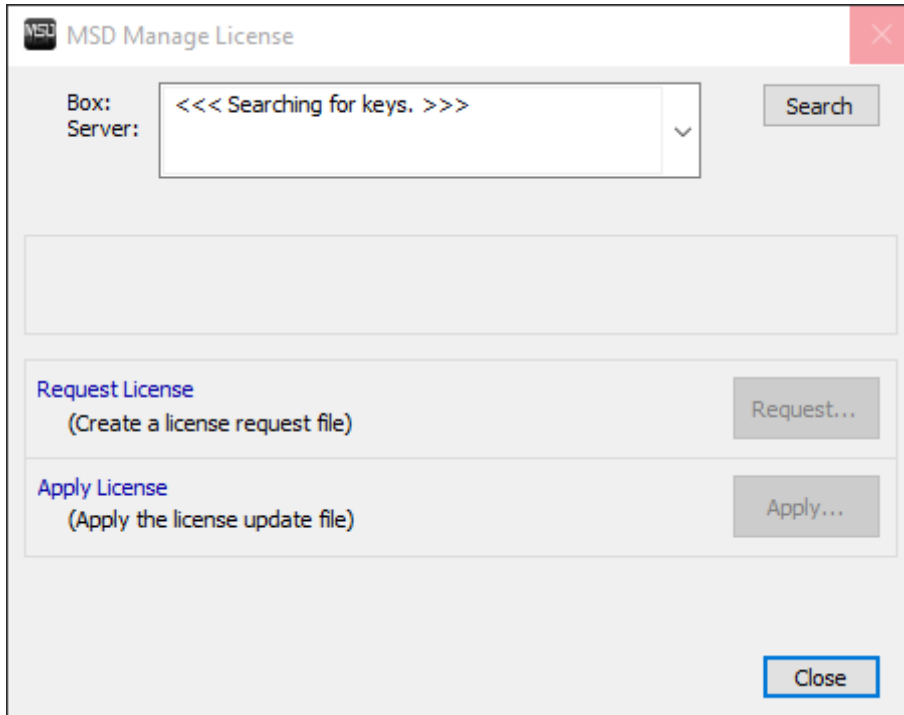 MSD MSD Manage License
Box:
Server:
<<< Searching for keys. >>>
Search
Request License
(Create a license request file)
Request...
Apply License
(Apply the license update file)
Apply...
Close